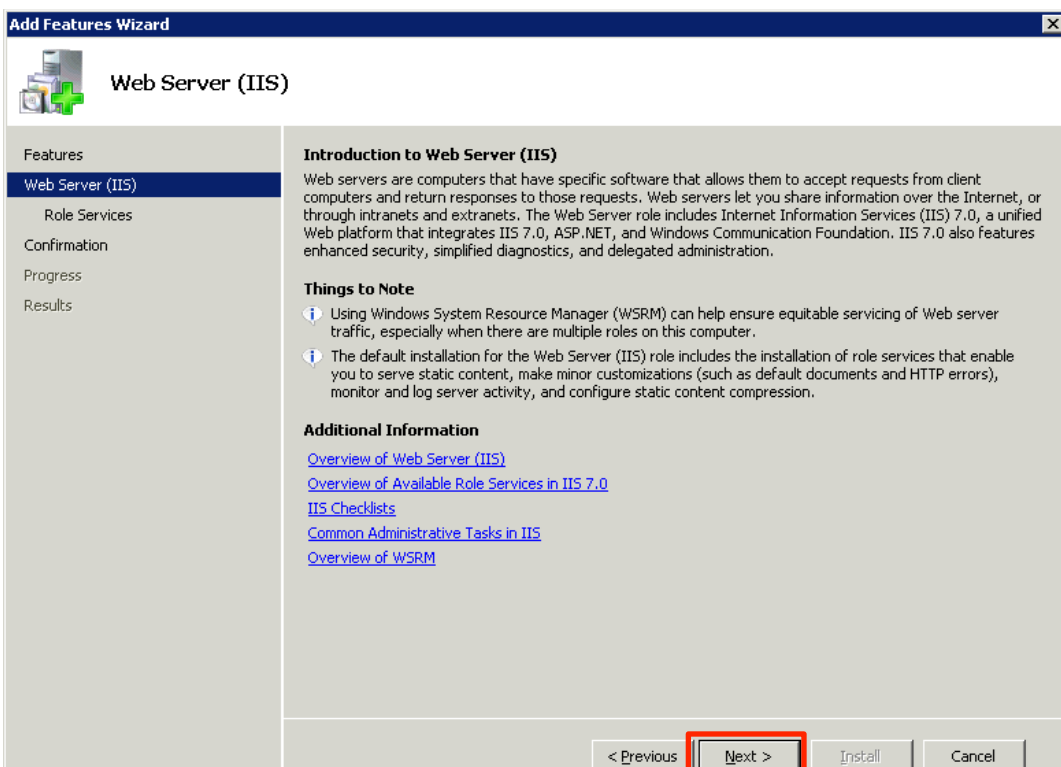 Add Features Wizard
Web Server (IIS)
Features
Web Server (IIS)
Role Services
Confirmation
Progress
Results
Introduction to Web Server (IIS)
Web servers are computers that have specific software that allows them to accept requests from client
computers and return responses to those requests. Web servers let you share information over the Internet, or
through intranets and extranets. The Web Server role includes Internet Information Services (IIS) 7.0, a unified
Web platform that integrates IIS 7.0, ASP.NET, and Windows Communication Foundation. IIS 7.0 also features
enhanced security, simplified diagnostics, and delegated administration.
Things to Note
Using Windows System Resource Manager (WSRM) can help ensure equitable servicing of Web server
traffic, especially when there are multiple roles on this computer.
The default installation for the Web Server (IIS) role includes the installation of role services that enable
you to serve static content, make minor customizations (such as default documents and HTTP errors),
monitor and log server activity, and configure static content compression.
Additional Information
Overview of Web Server (IIS)
Overview of Available Role Services in IIS 7.0
IIS Checklists
Common Administrative Tasks in IIS
Overview of WSRM
< Previous Next > Install Cancel